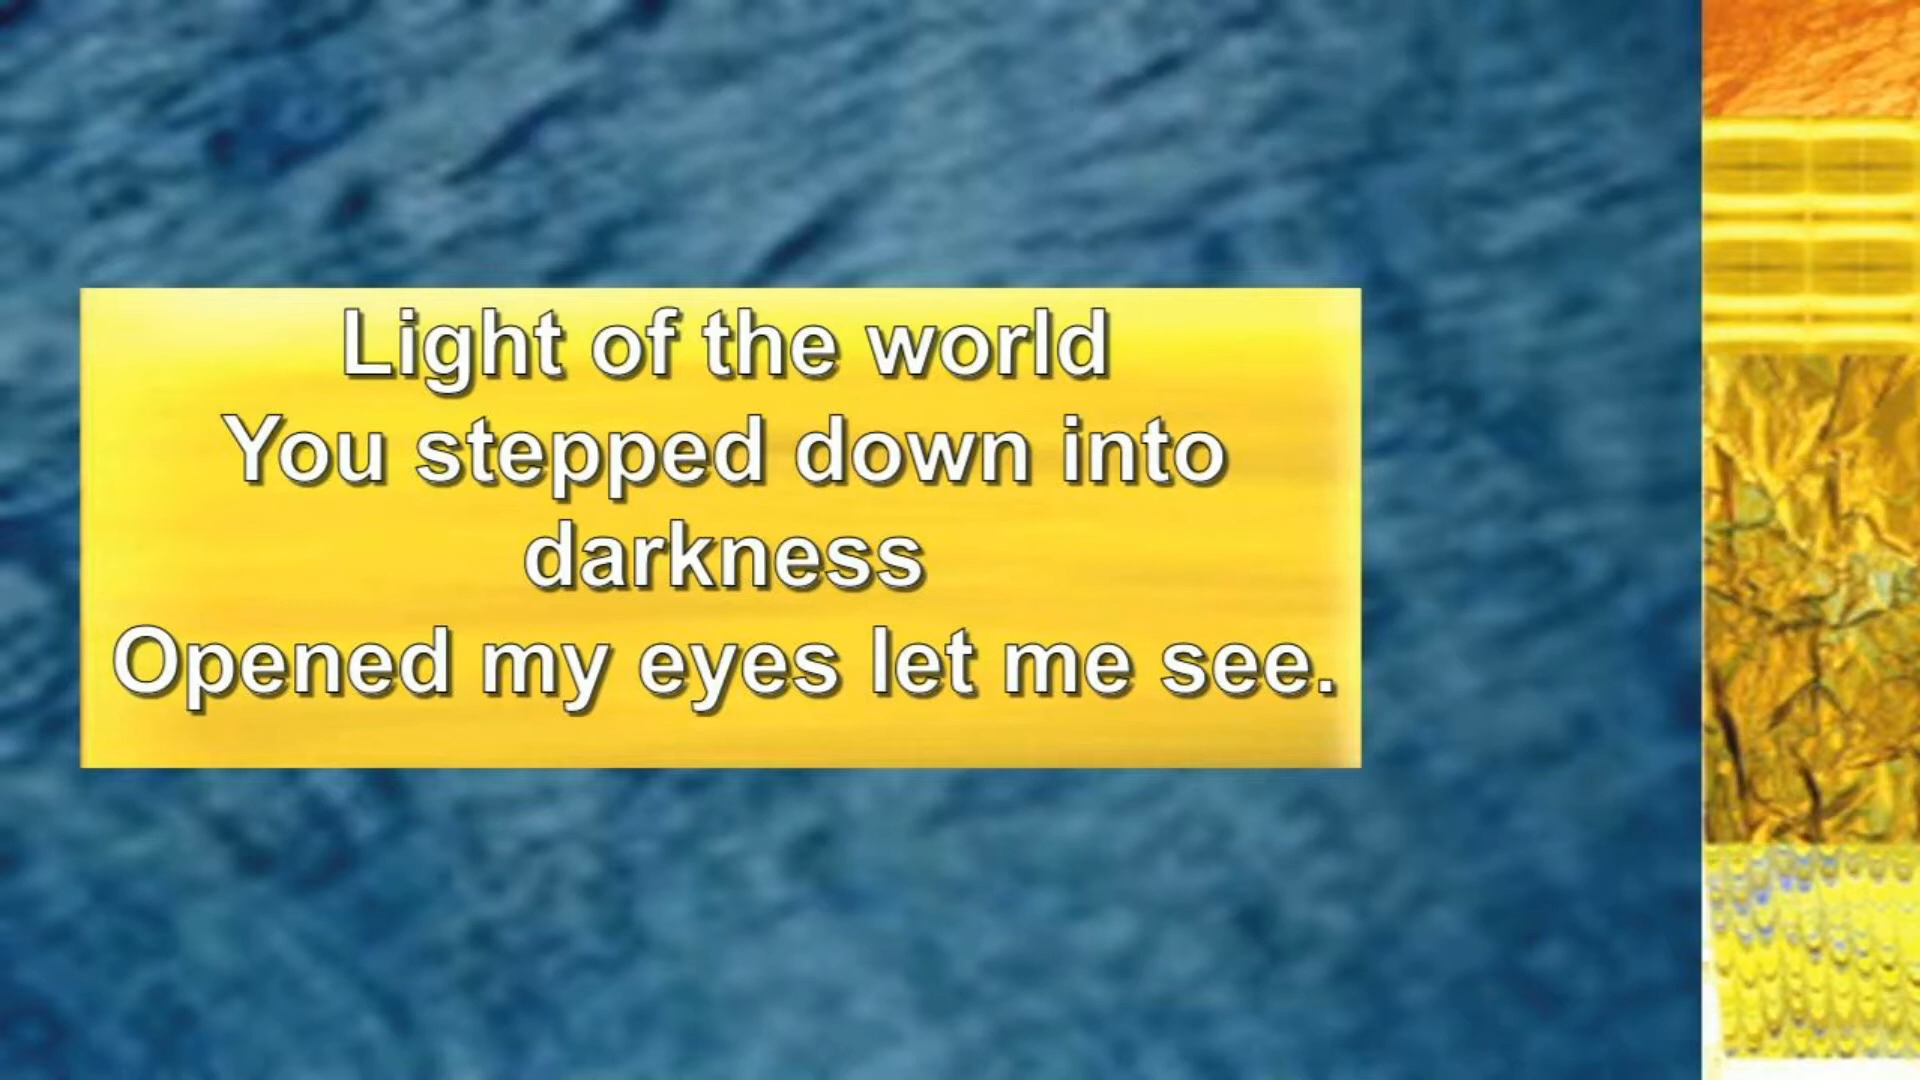 Light of the world
You stepped down into
darkness
Opened my eyes let me see.